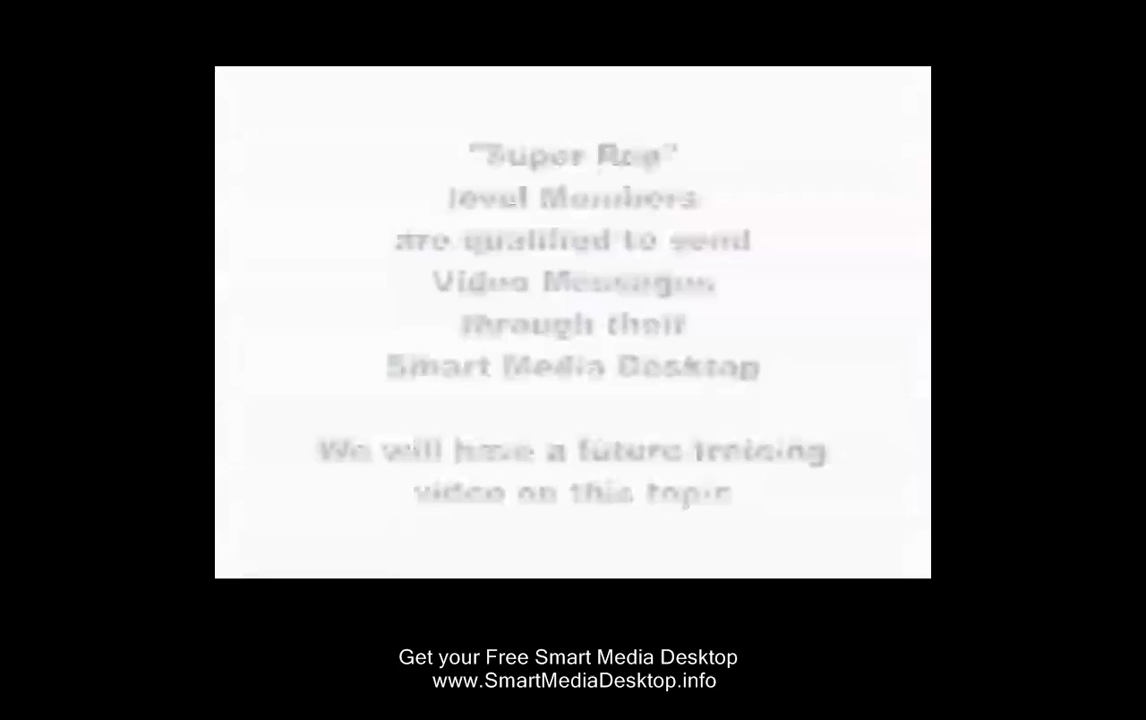 "Super Rep"
level Members
are qualified to send
Video Messages
through their
Smart Media Desktop
We will have a future training
video on this topic
Get your Free Smart Media Desktop
www.SmartMediaDesktop.info